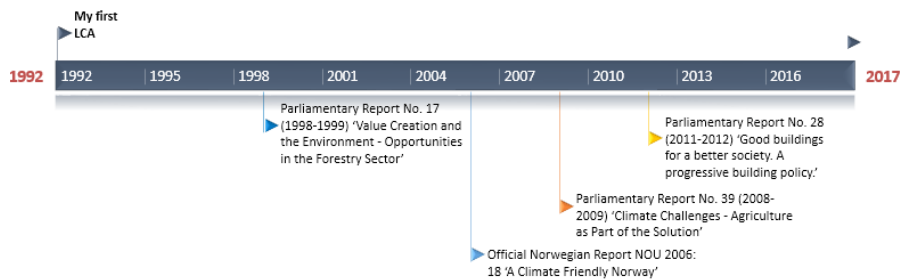 My first
LCA
1992
1992
1995
1998
2001
2004
2007
2010
2013
2016
2017
Parliamentary Report No. 17
(1998-1999) ‘Value Creation and
the Environment - Opportunities
in the Forestry Sector’
Parliamentary Report No. 28
(2011-2012) ‘Good buildings
for a better society. A
progressive building policy.’
Parliamentary Report No. 39 (2008-
2009) ‘Climate Challenges - Agriculture
as Part of the Solution’
Official Norwegian Report NOU 2006:
18 ‘A Climate Friendly Norway’